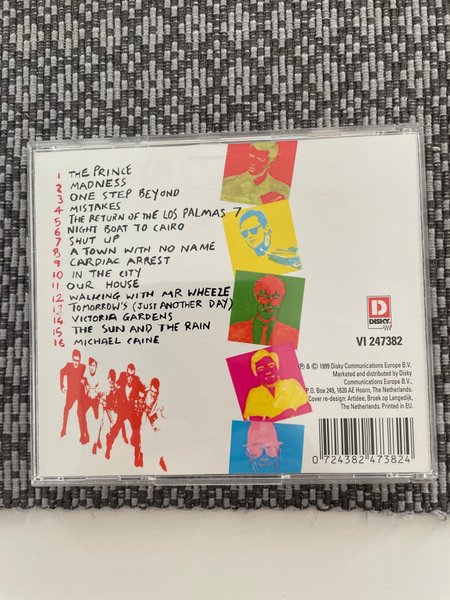 1 THE PRINCE
2 MADNESS
3 ONE STEP BEYOND
4 MISTAKES
5 THE RETURN OF THE LOS PALMAS 7
6 NIGHT BOAT TO CAIRO
7 SHUT UP
8 A TOWN WITH NO NAME
9 CARDIAC ARREST
10 IN THE CITY
11 OUR HOUSE
12 WALKING WITH MR WHEEZE
13 TOMORROW'S (JUST ANOTHER DAY)
14 VICTORIA GARDENS
15 THE SUN AND THE RAIN
16 MICHAEL CAINE
D
DISKY
VI 247382
℗ & © 1999 Disky Communications Europe B.V.
Marketed and distributed by Disky
Communications Europe B.V.,
P.O. Box 249, 1620 AE Hoorn, The Netherlands.
Cover re-design: Artidee, Broek op Langedijk,
The Netherlands. Printed in EU.
0 724382 473824